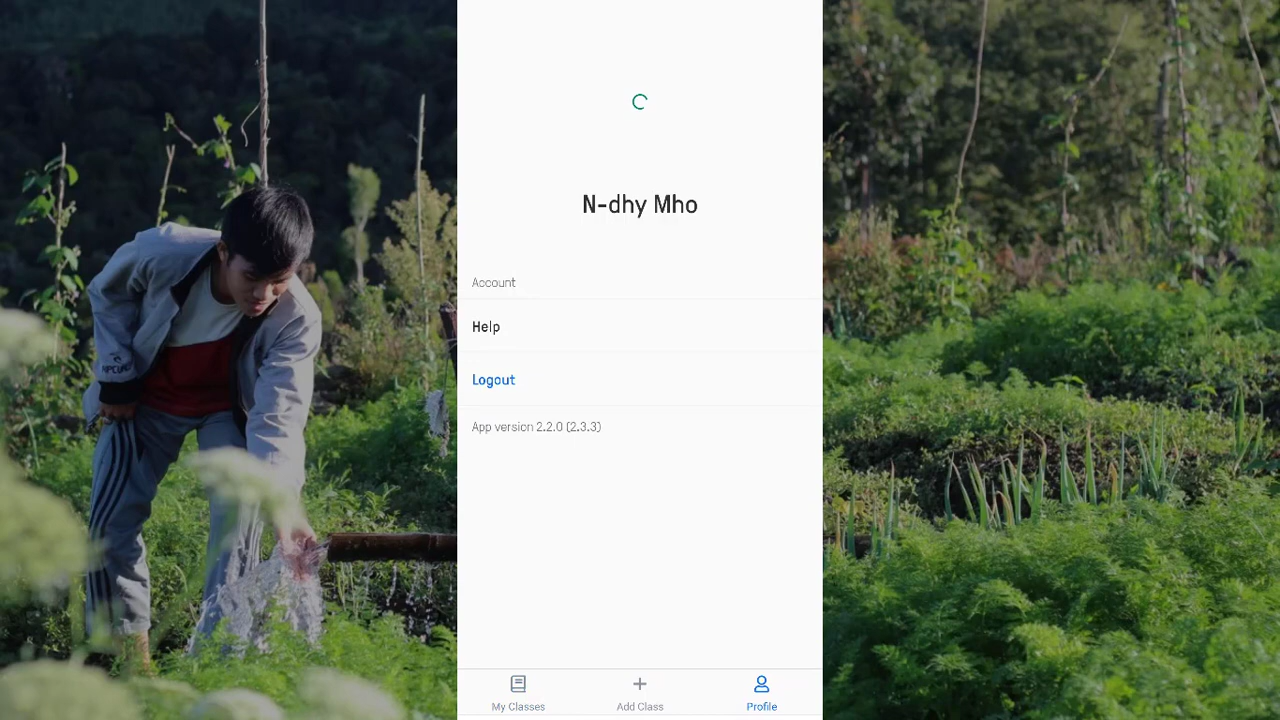 N-dhy Mho
Account
Help
Logout
App version 2.2.0 (2.3.3)
My Classes
Add Class
Profile